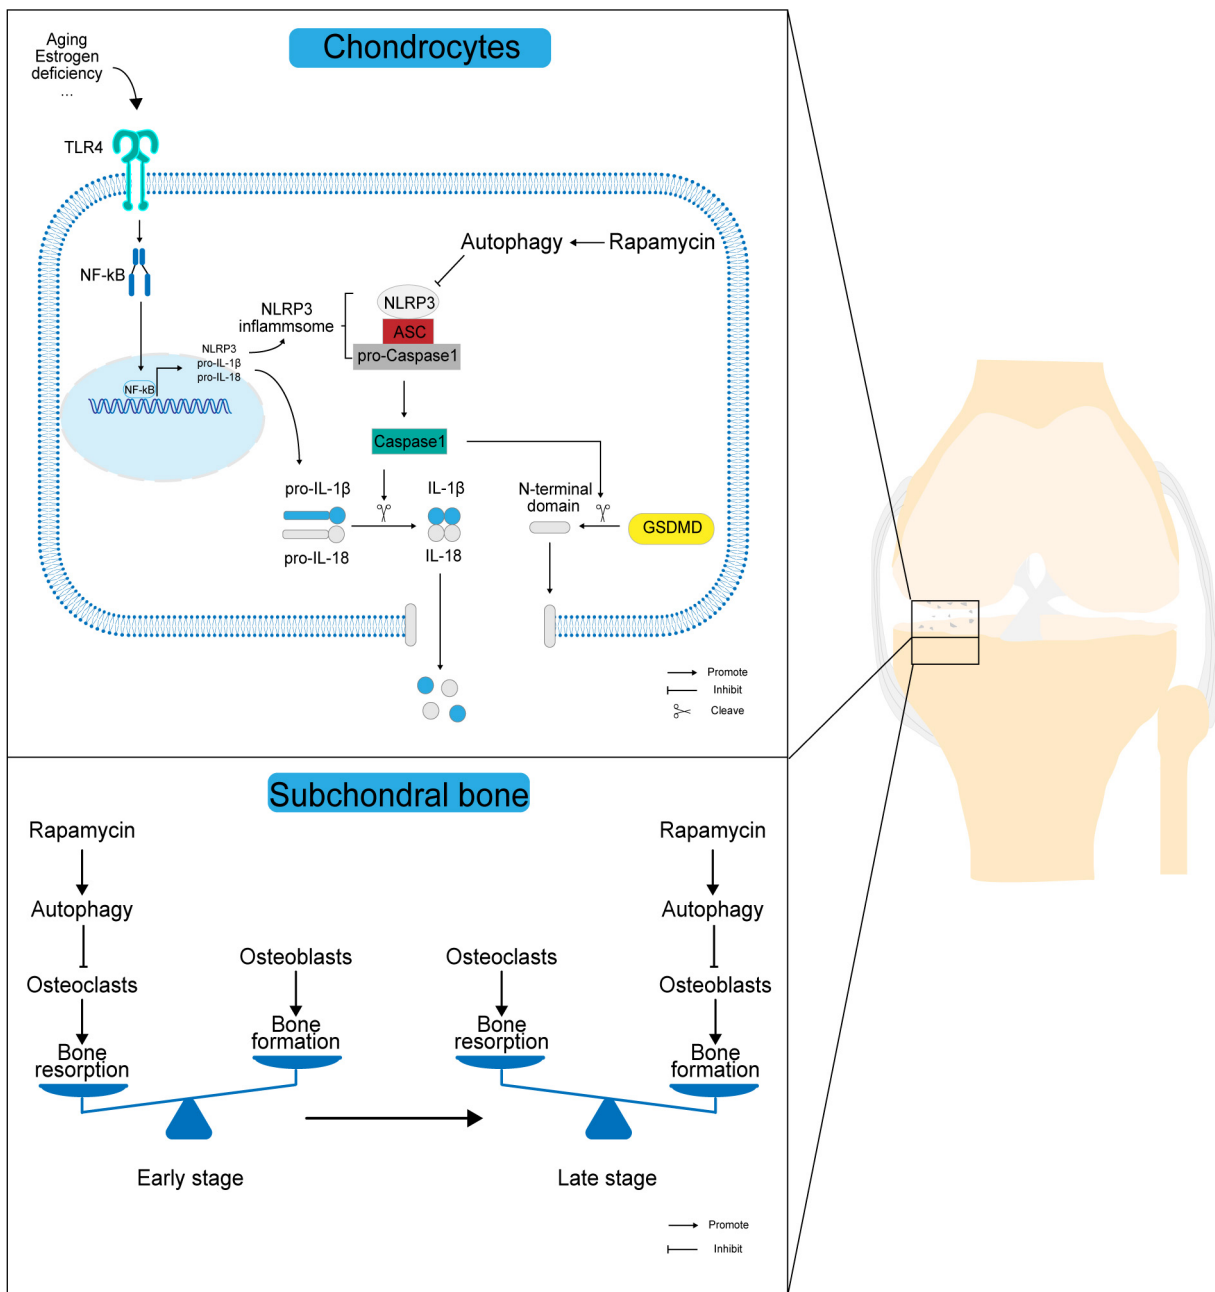 Chondrocytes
Aging
Estrogen
deficiency
...
TLR4
NF-kB
Autophagy
Rapamycin
NLRP3
inflammsome
NLRP3
ASC
pro-Caspase1
NLRP3
pro-IL-1β
pro-IL-18
NF-kB
Caspase1
pro-IL-1β
IL-1β
N-terminal
domain
GSDMD
pro-IL-18
IL-18
Promote
Inhibit
Cleave
Subchondral bone
Rapamycin
Autophagy
Osteoclasts
Bone
resorption
Osteoblasts
Bone
formation
Early stage
Osteoclasts
Bone
resorption
Rapamycin
Autophagy
Osteoblasts
Bone
formation
Late stage
Promote
Inhibit